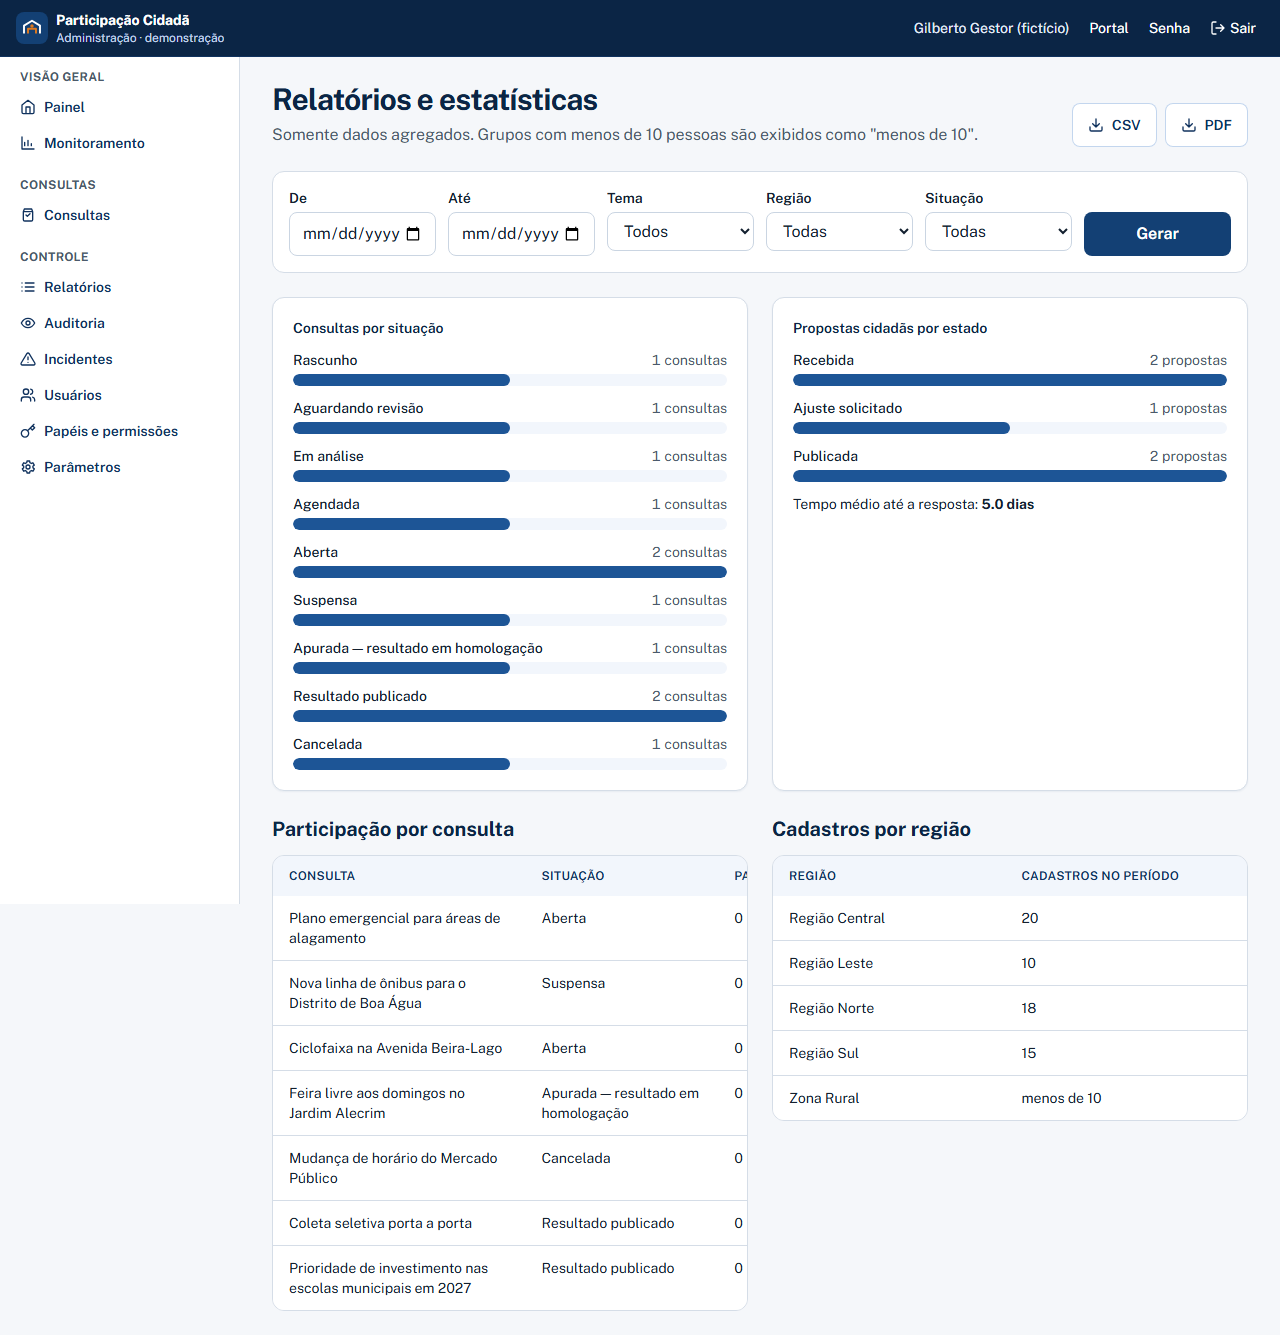 Participação Cidadã
Administração · demonstração
Gilberto Gestor (fictício)
Portal
Senha
Sair
VISÃO GERAL
Painel
Monitoramento
CONSULTAS
Consultas
CONTROLE
Relatórios
Auditoria
Incidentes
Usuários
Papéis e permissões
Parâmetros
Relatórios e estatísticas
Somente dados agregados. Grupos com menos de 10 pessoas são exibidos como "menos de 10".
CSV
PDF
De
Até
Tema
Região
Situação
mm/dd/yyyy
mm/dd/yyyy
Todos
Todas
Todas
Gerar
Consultas por situação
Rascunho 1 consultas
Aguardando revisão 1 consultas
Em análise 1 consultas
Agendada 1 consultas
Aberta 2 consultas
Suspensa 1 consultas
Apurada — resultado em homologação 1 consultas
Resultado publicado 2 consultas
Cancelada 1 consultas
Propostas cidadãs por estado
Recebida 2 propostas
Ajuste solicitado 1 propostas
Publicada 2 propostas
Tempo médio até a resposta: 5.0 dias
Participação por consulta
CONSULTA SITUAÇÃO PA
Plano emergencial para áreas de Aberta 0
alagamento
Nova linha de ônibus para o Suspensa 0
Distrito de Boa Água
Ciclofaixa na Avenida Beira-Lago Aberta 0
Feira livre aos domingos no Apurada — resultado em 0
Jardim Alecrim homologação
Mudança de horário do Mercado Cancelada 0
Público
Coleta seletiva porta a porta Resultado publicado 0
Prioridade de investimento nas Resultado publicado 0
escolas municipais em 2027
Cadastros por região
REGIÃO CADASTROS NO PERÍODO
Região Central 20
Região Leste 10
Região Norte 18
Região Sul 15
Zona Rural menos de 10